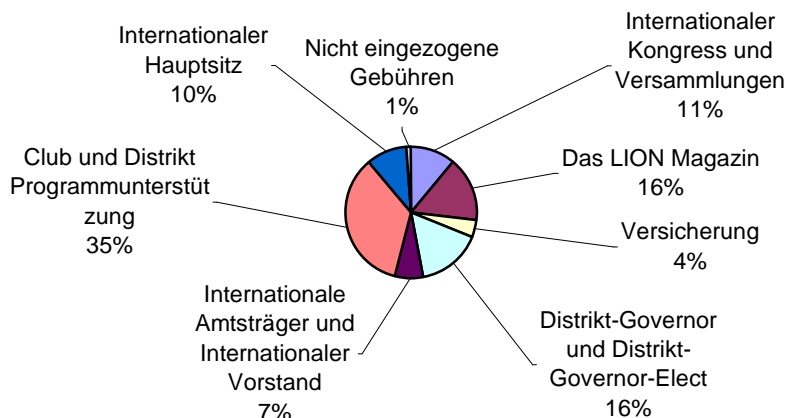 Internationaler
Hauptsitz
10%
Nicht eingezogene
Gebühren
1%
Internationaler
Kongress und
Versammlungen
11%
Club und Distrikt
Programmunterstüt
zung
35%
Das LION Magazin
16%
Versicherung
4%
Internationale
Amtsträger und
Internationaler
Vorstand
7%
Distrikt-Governor
und Distrikt-
Governor-Elect
16%